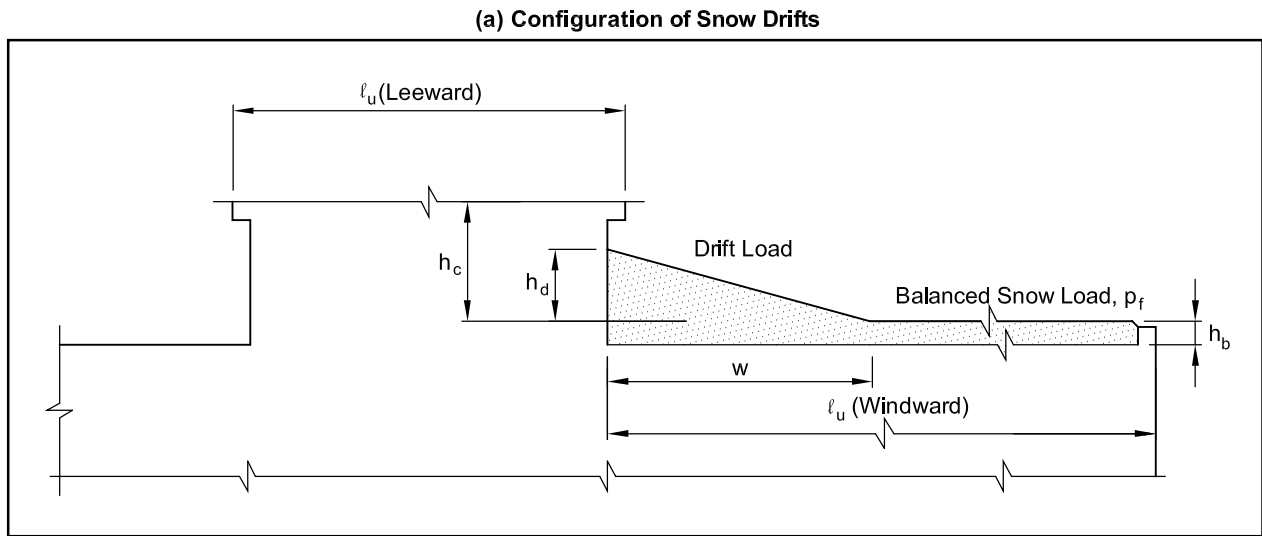 (a) Configuration of Snow Drifts
ℓu (Leeward)
hc
hd
Drift Load
Balanced Snow Load, pf
hb
w
ℓu (Windward)